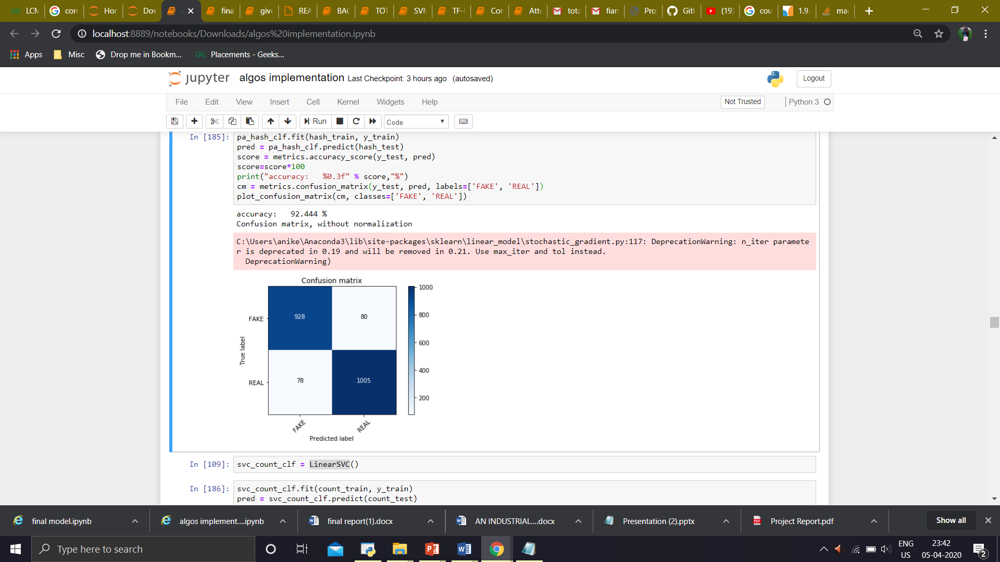 LCM
corc
Hor
Dov
fina
give
REA
BAC
TOT
SVM
TF-I
Cor
Atte
tota
fian
Pro
Gitl
(19)
cou
1.9.
mac
localhost:8889/notebooks/Downloads/algos%20implementation.ipynb
Apps
Misc
Drop me in Bookm...
Placements - Geeks...
jupyter algos implementation Last Checkpoint: 3 hours ago (autosaved)
Logout
File Edit View Insert Cell Kernel Widgets Help
Not Trusted
Python 3
Run
Code
In [185]: pa_hash_clf.fit(hash_train, y_train)
pred = pa_hash_clf.predict(hash_test)
score = metrics.accuracy_score(y_test, pred)
score=score*100
print("accuracy:   %0.3f" % score,"%")
cm = metrics.confusion_matrix(y_test, pred, labels=['FAKE', 'REAL'])
plot_confusion_matrix(cm, classes=['FAKE', 'REAL'])
accuracy:   92.444 %
Confusion matrix, without normalization
C:\Users\anike\Anaconda3\lib\site-packages\sklearn\linear_model\stochastic_gradient.py:117: DeprecationWarning: n_iter paramete
r is deprecated in 0.19 and will be removed in 0.21. Use max_iter and tol instead.
DeprecationWarning)
Confusion matrix
1000
800
600
400
200
FAKE
928
80
True label
REAL
78
1005
FAKE
REAL
Predicted label
In [109]: svc_count_clf = LinearSVC()
In [186]: svc_count_clf.fit(count_train, y_train)
pred = svc_count_clf.predict(count_test)
final model.ipynb
algos implement....ipynb
final report(1).docx
AN INDUSTRIAL....docx
Presentation (2).pptx
Project Report.pdf
Show all
Type here to search
ENG
US
23:42
05-04-2020
2